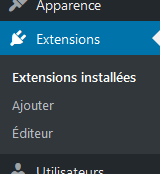 Apparence
Extensions
Extensions installées
Ajouter
Éditeur
Utilisateurs